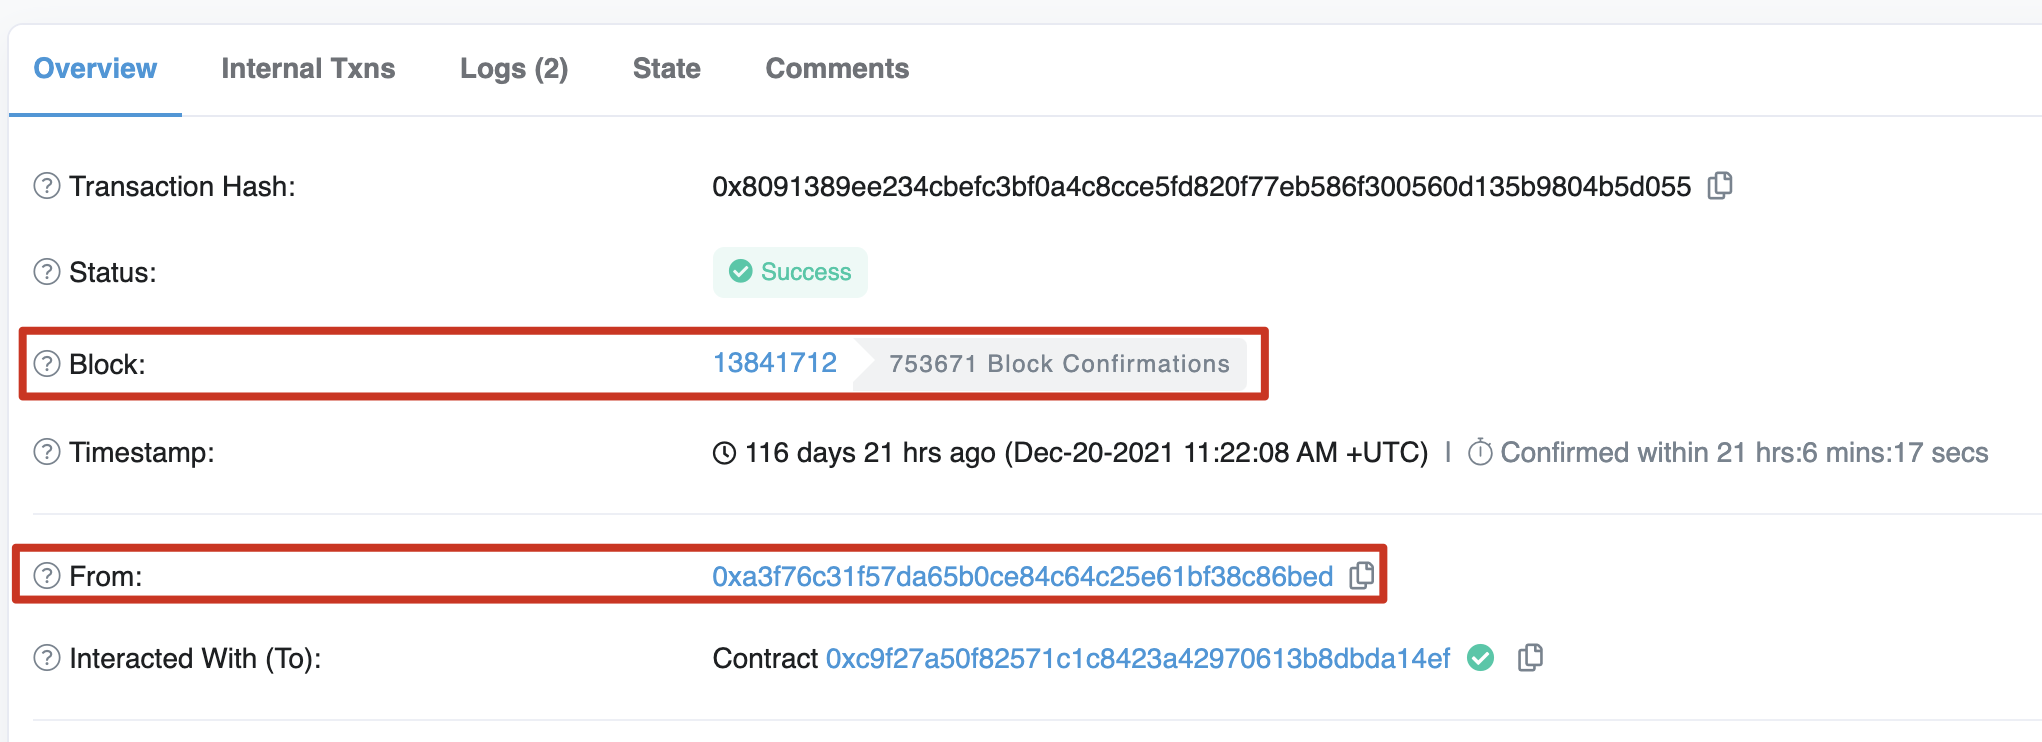 Overview Internal Txns Logs (2) State Comments
Transaction Hash: 0x8091389ee234cbefc3bf0a4c8cce5fd820f77eb586f300560d135b9804b5d055
Status: Success
Block: 13841712 753671 Block Confirmations
Timestamp: 116 days 21 hrs ago (Dec-20-2021 11:22:08 AM +UTC) | Confirmed within 21 hrs:6 mins:17 secs
From: 0xa3f76c31f57da65b0ce84c64c25e61bf38c86bed
Interacted With (To): Contract 0xc9f27a50f82571c1c8423a42970613b8dbda14ef